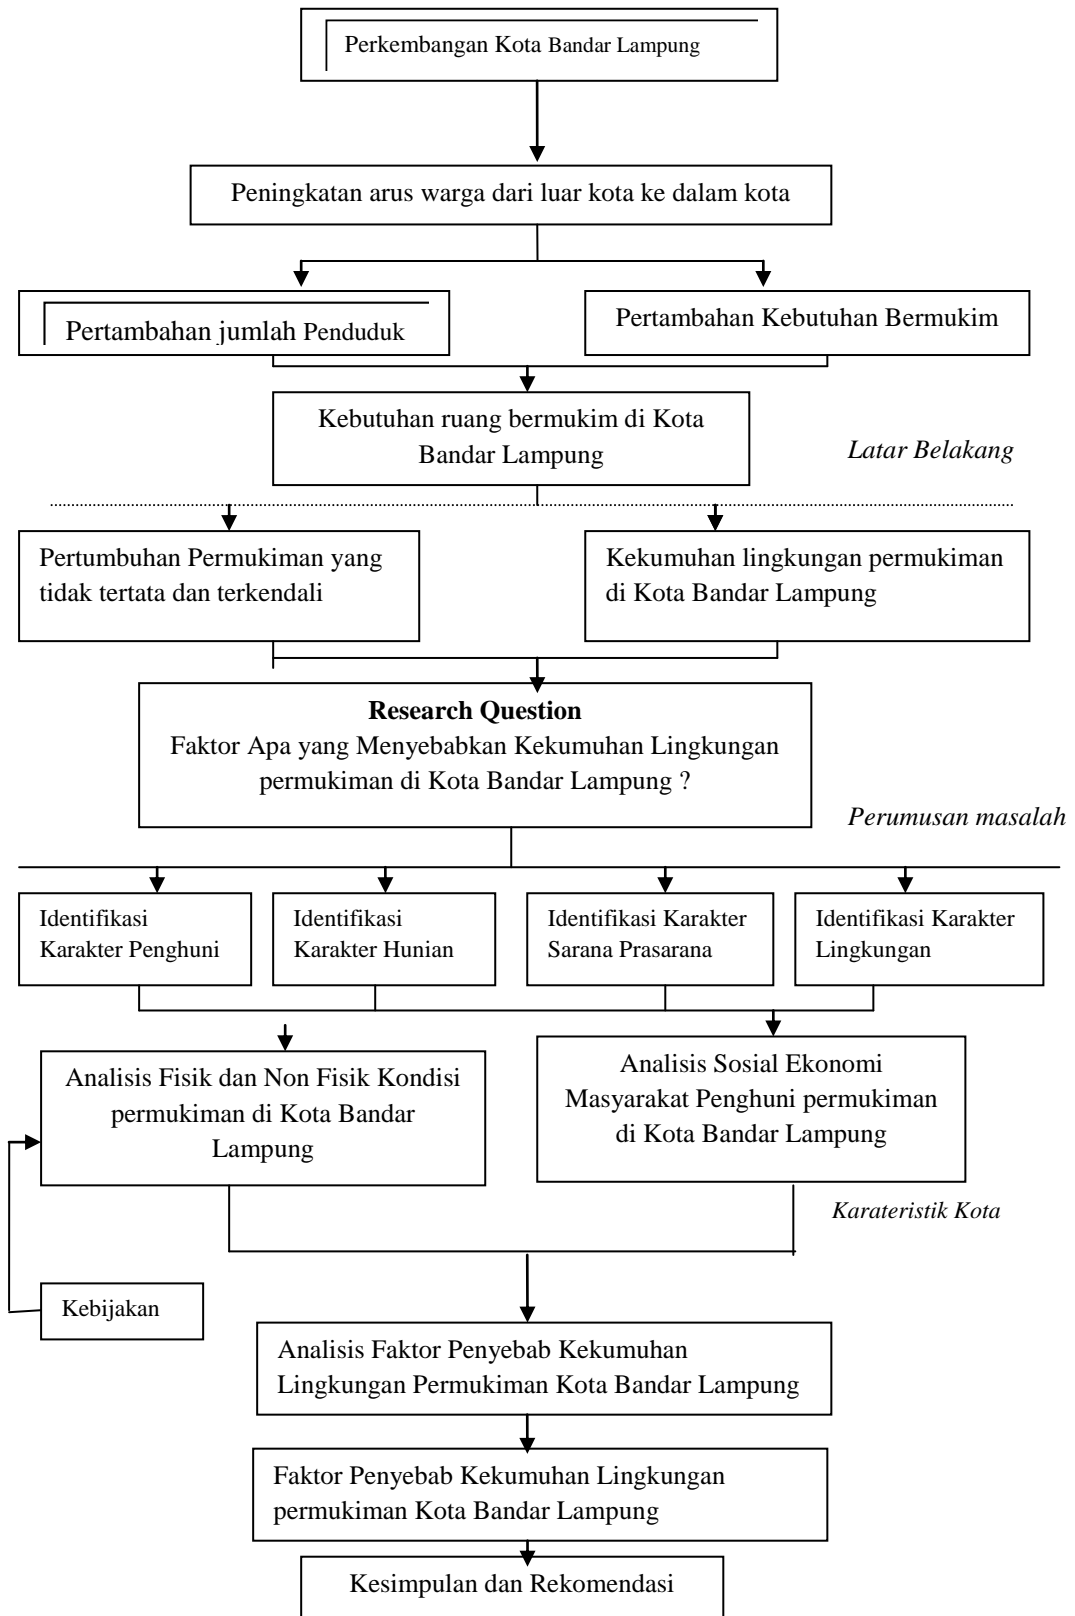 Perkembangan Kota Bandar Lampung
Peningkatan arus warga dari luar kota ke dalam kota
Pertambahan jumlah Penduduk
Pertambahan Kebutuhan Bermukim
Kebutuhan ruang bermukim di Kota
Bandar Lampung
Latar Belakang
Pertumbuhan Permukiman yang
tidak tertata dan terkendali
Kekumuhan lingkungan permukiman
di Kota Bandar Lampung
Research Question
Faktor Apa yang Menyebabkan Kekumuhan Lingkungan
permukiman di Kota Bandar Lampung ?
Perumusan masalah
Identifikasi
Karakter Penghuni
Identifikasi
Karakter Hunian
Identifikasi Karakter
Sarana Prasarana
Identifikasi Karakter
Lingkungan
Analisis Fisik dan Non Fisik Kondisi
permukiman di Kota Bandar
Lampung
Analisis Sosial Ekonomi
Masyarakat Penghuni permukiman
di Kota Bandar Lampung
Karateristik Kota
Kebijakan
Analisis Faktor Penyebab Kekumuhan
Lingkungan Permukiman Kota Bandar Lampung
Faktor Penyebab Kekumuhan Lingkungan
permukiman Kota Bandar Lampung
Kesimpulan dan Rekomendasi